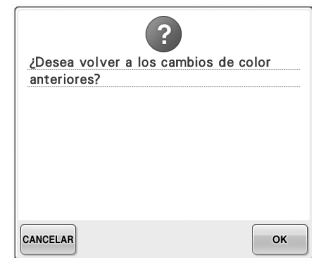 ?
¿Desea volver a los cambios de color
anteriores?
CANCELAR
OK